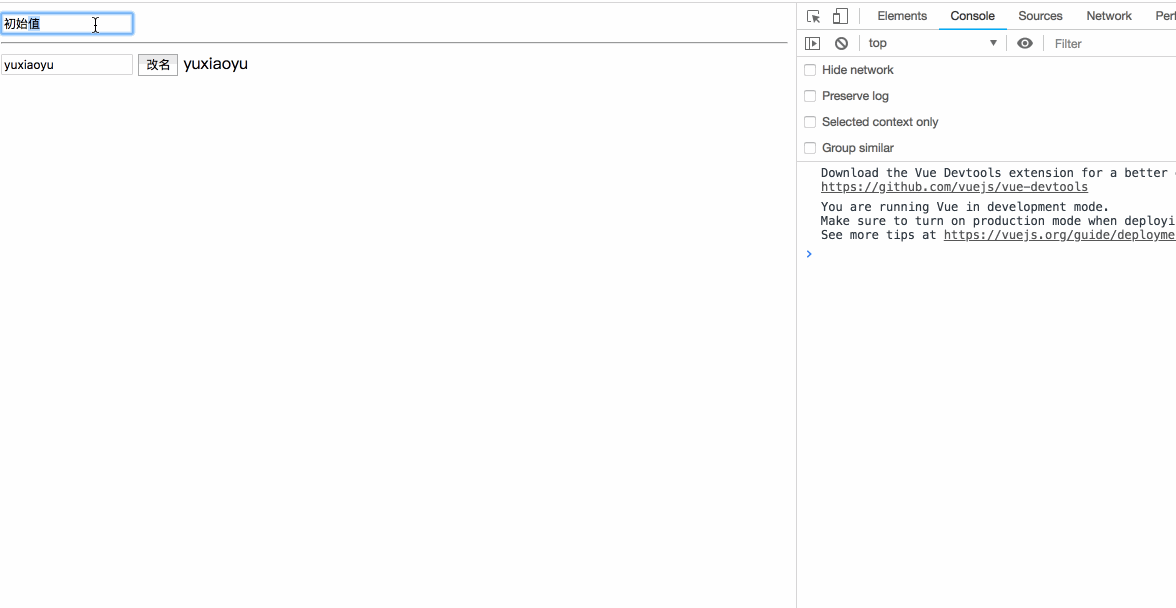 初始值
yuxiaoyu 改名 yuxiaoyu
Elements Console Sources Network Per
top ▼ Filter
Hide network
Preserve log
Selected context only
Group similar
Download the Vue Devtools extension for a better
https://github.com/vuejs/vue-devtools
You are running Vue in development mode.
Make sure to turn on production mode when deployi
See more tips at https://vuejs.org/guide/deployme
>